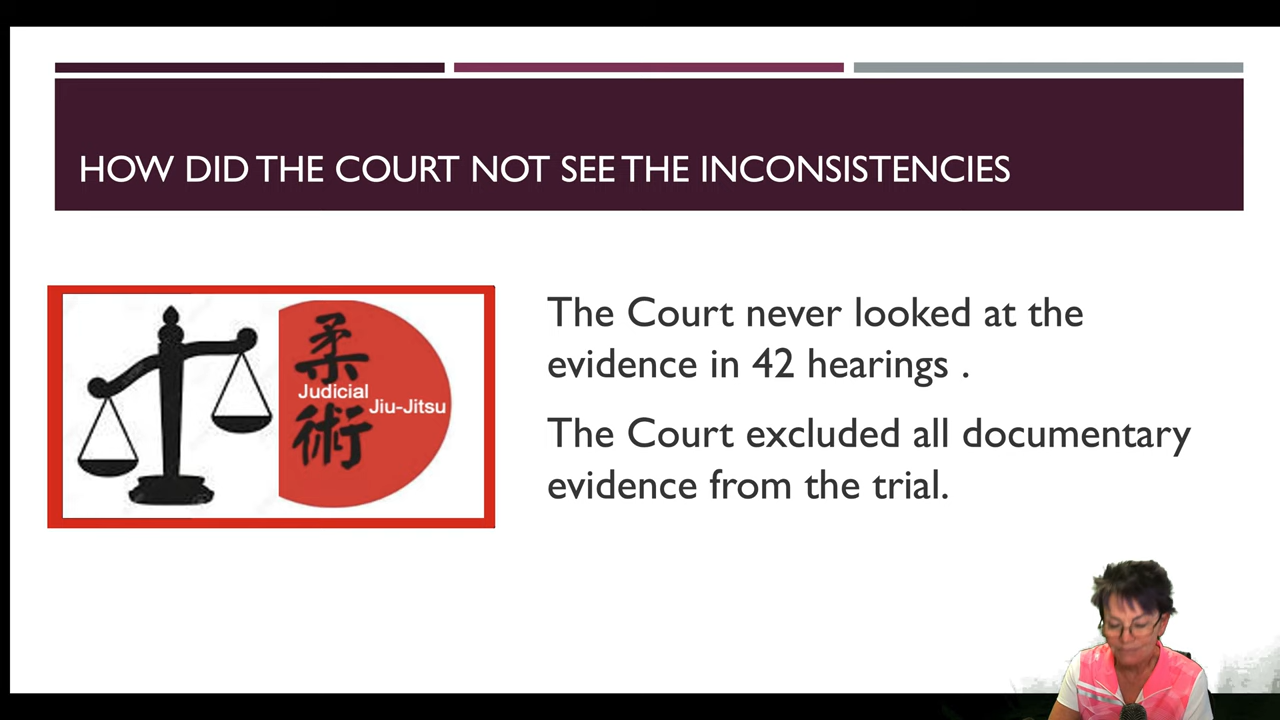 HOW DID THE COURT NOT SEE THE INCONSISTENCIES
柔
Judicial
Jiu-Jitsu
術
The Court never looked at the
evidence in 42 hearings .
The Court excluded all documentary
evidence from the trial.